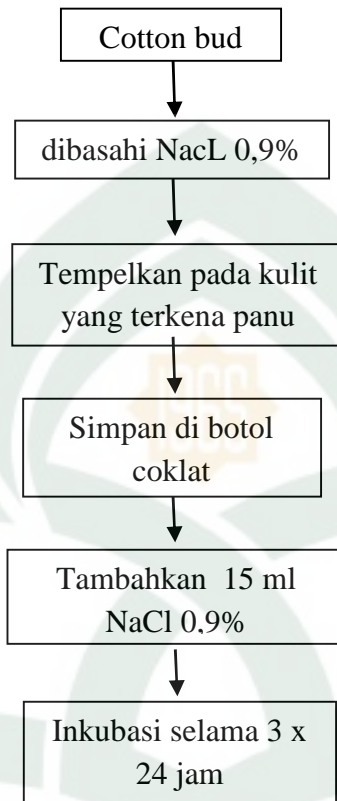 Cotton bud
dibasahi NacL 0,9%
Tempelkan pada kulit
yang terkena panu
Simpan di botol
coklat
Tambahkan 15 ml
NaCl 0,9%
Inkubasi selama 3 x
24 jam